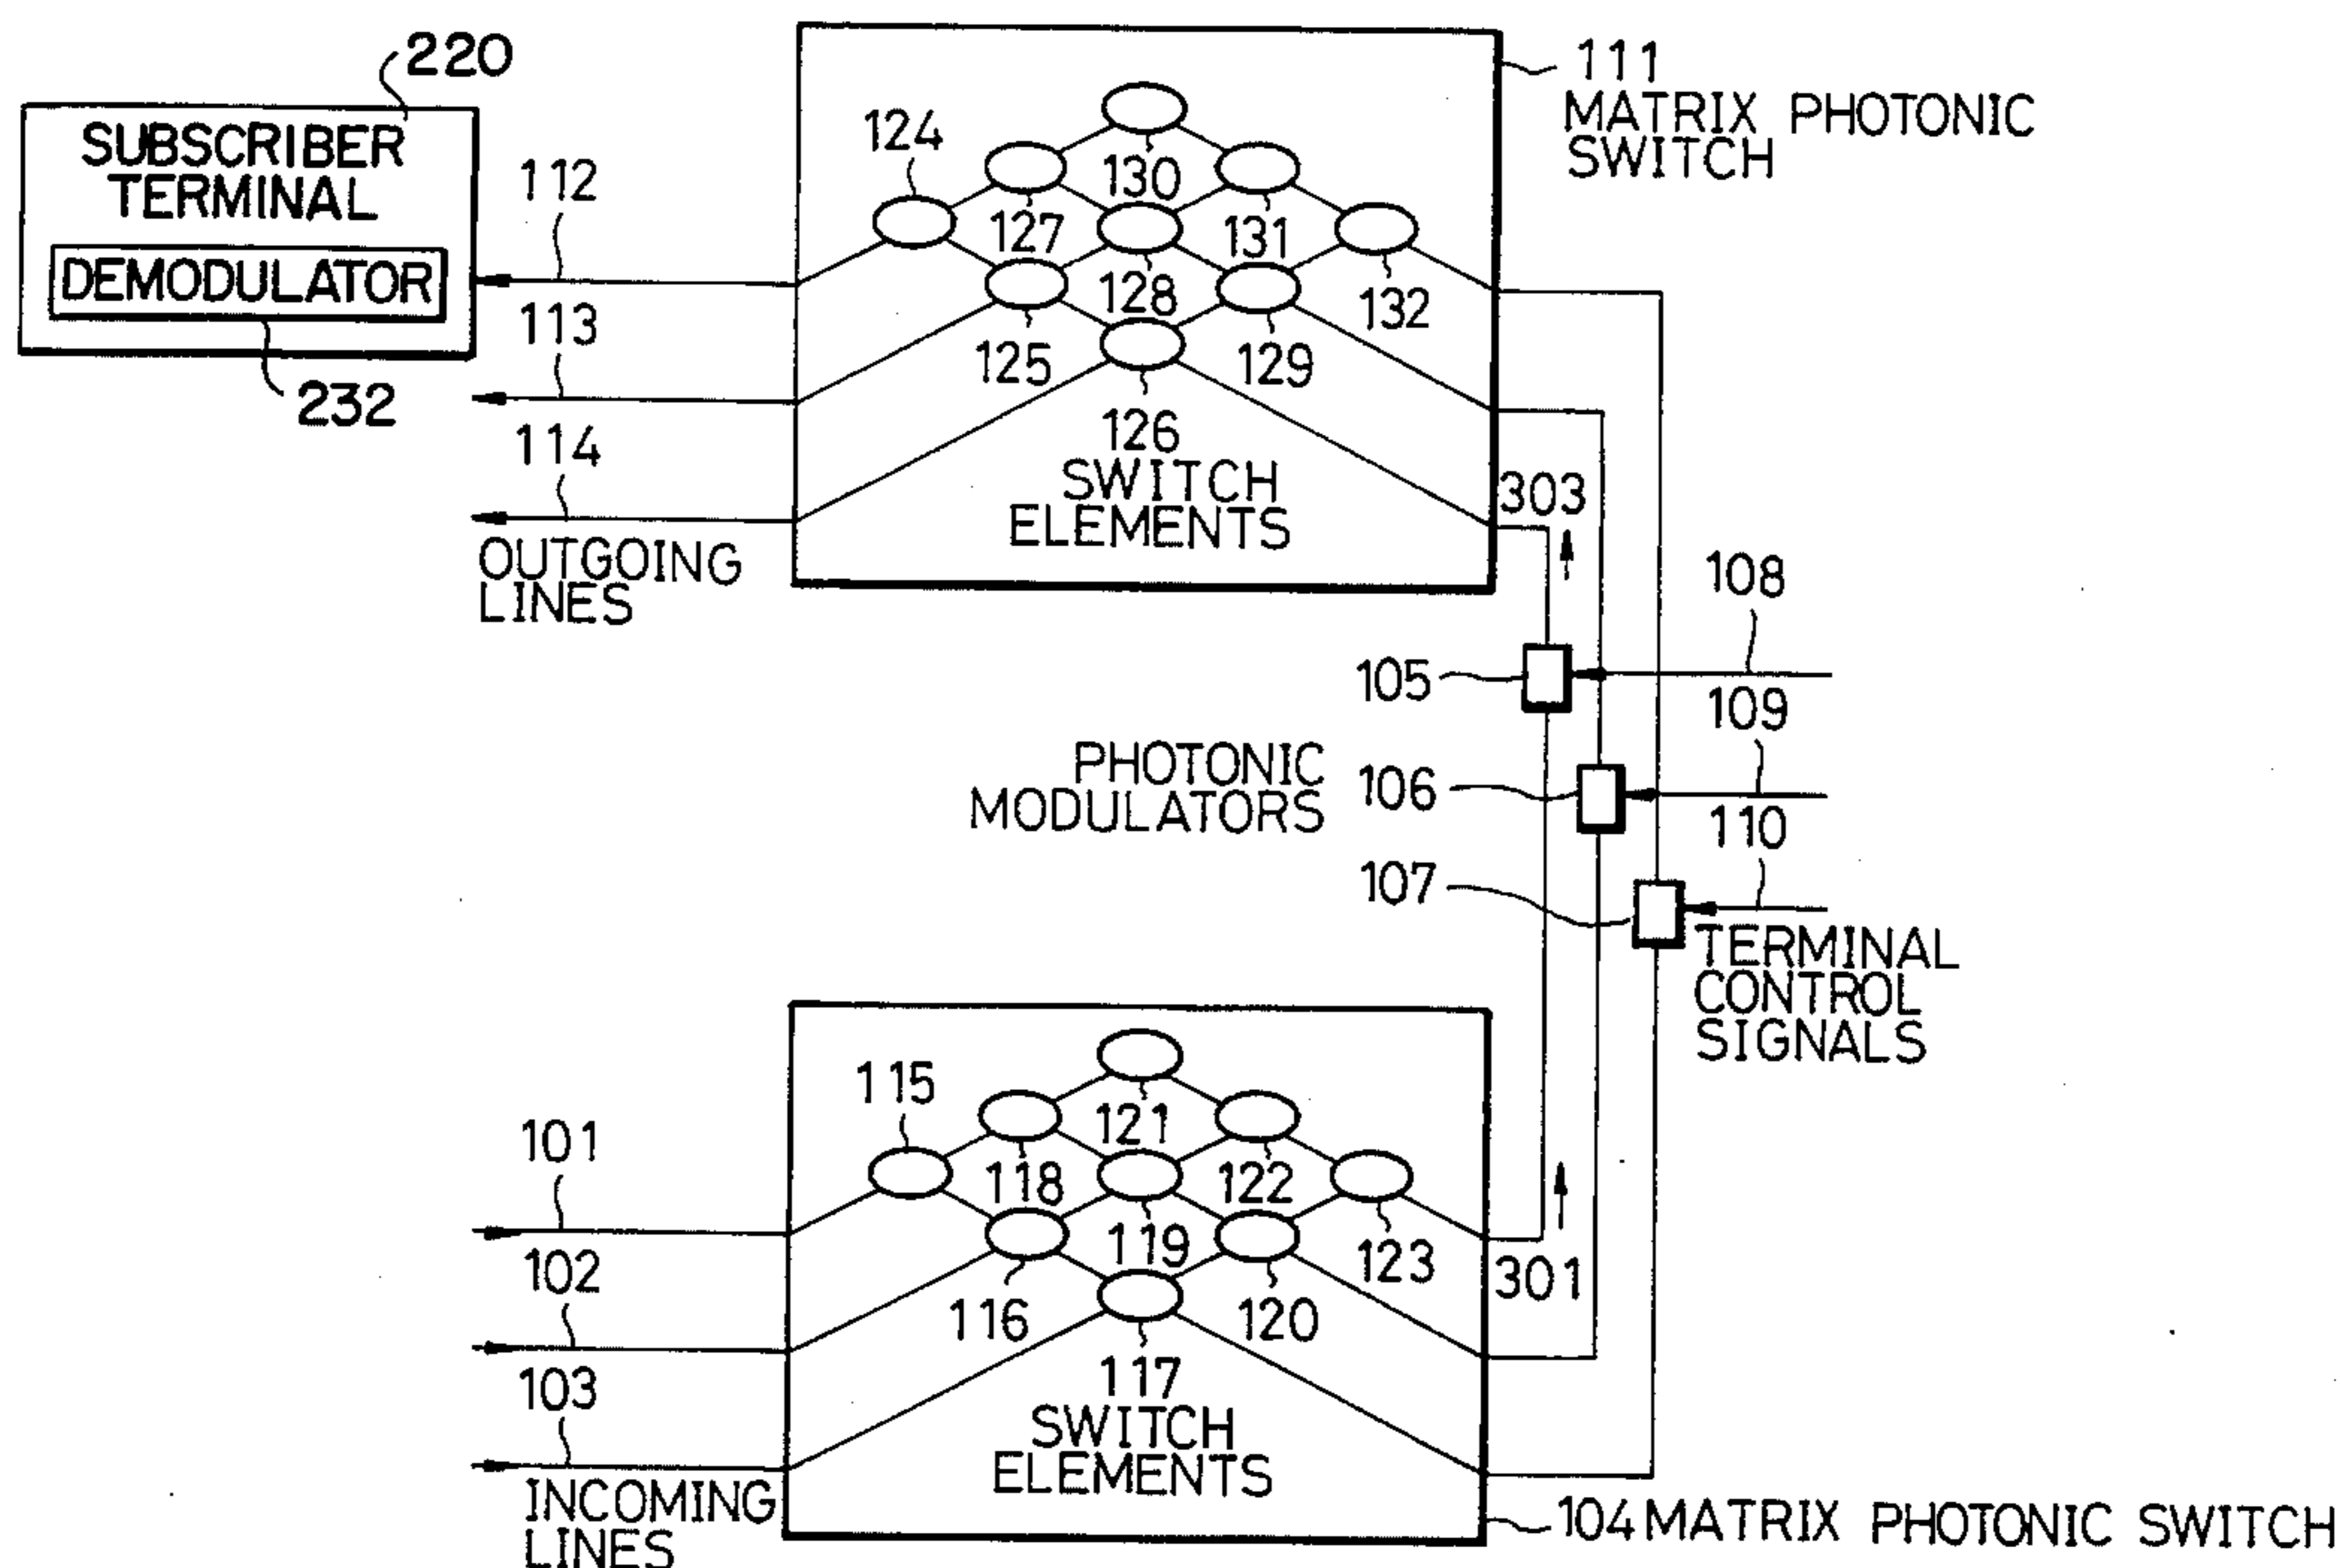 220
SUBSCRIBER
TERMINAL
DEMODULATOR
232
112
113
114
OUTGOING
LINES
111
MATRIX PHOTONIC
SWITCH
124
130
127
131
128
132
125
129
126
SWITCH
ELEMENTS
303
108
105
109
PHOTONIC
MODULATORS
106
110
107
TERMINAL
CONTROL
SIGNALS
115
121
101
118
122
119
123
102
301
116
120
103
117
SWITCH
ELEMENTS
INCOMING
LINES
104 MATRIX PHOTONIC SWITCH